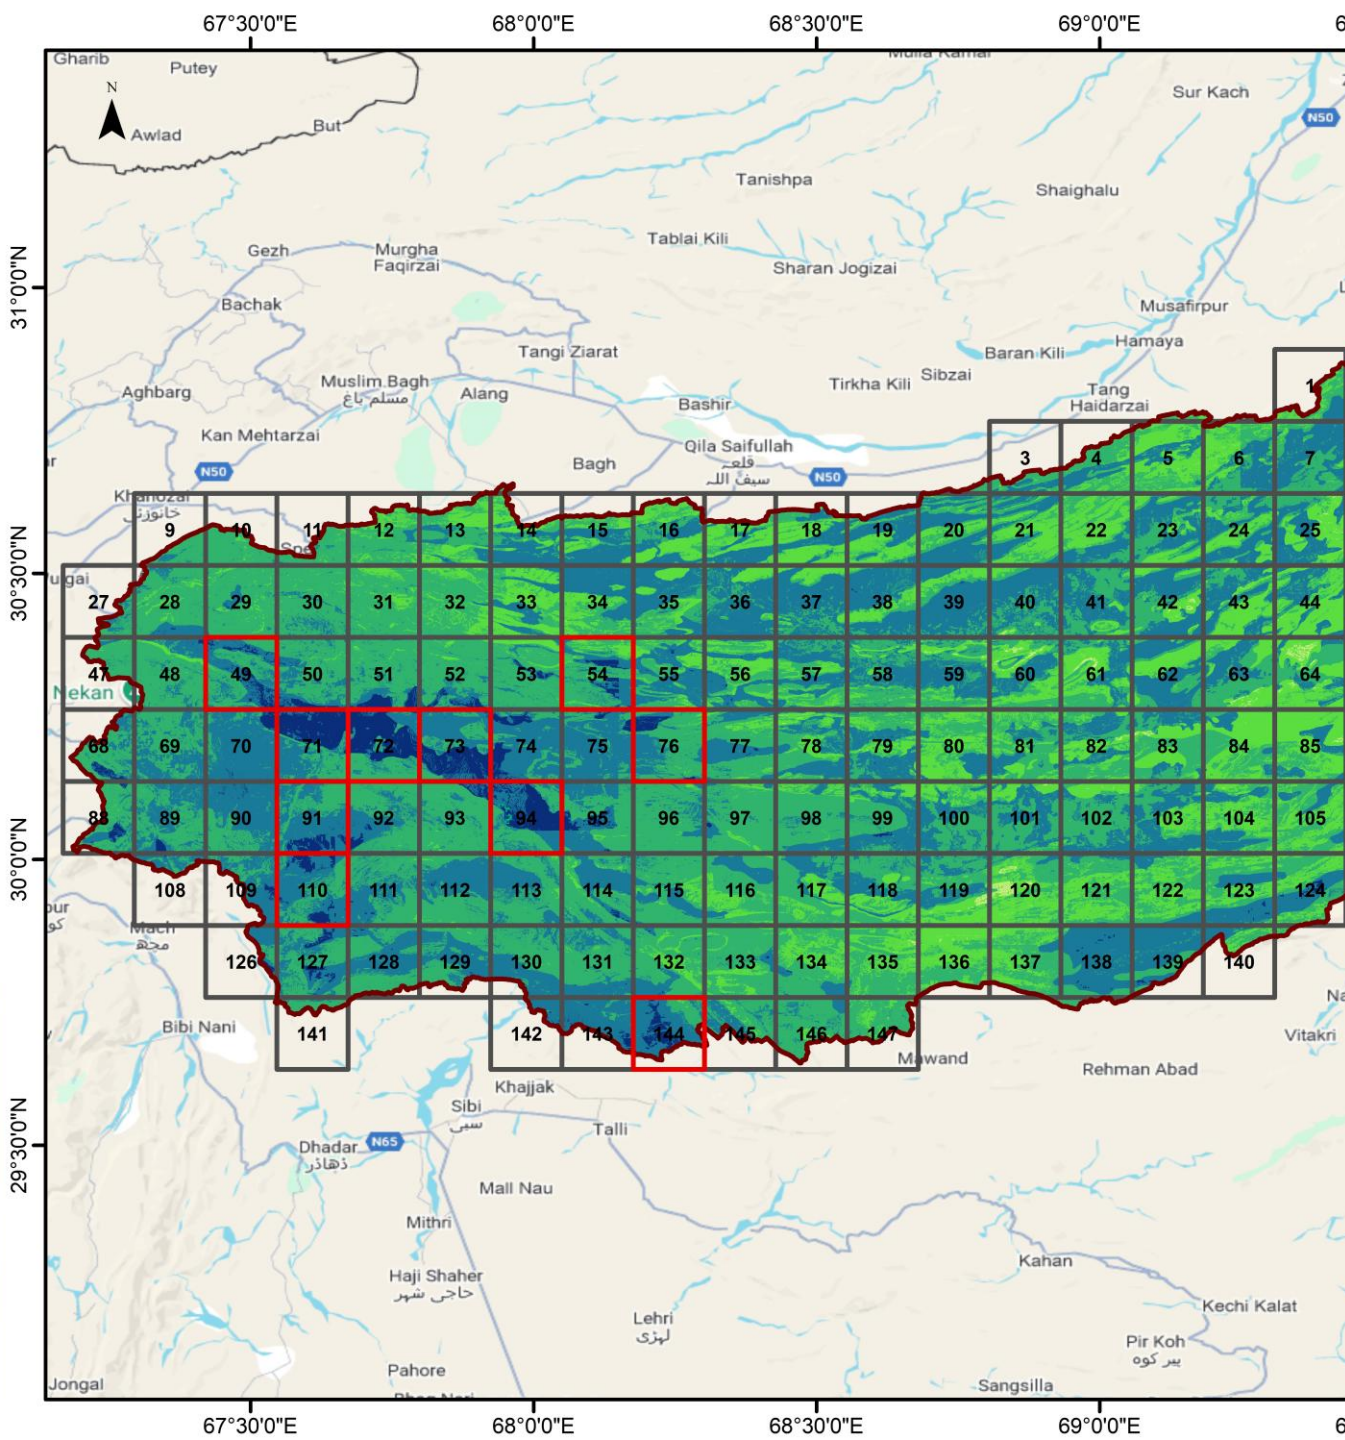 67°30'0"E 68°0'0"E 68°30'0"E 69°0'0"E
Gharib
Putey
N
Awlad
But
Sur Kach
N50
Tanishpa
Shaighalu
Tablai Kili
Gezh
Murgha
Faqirzai
Sharan Jogizai
31°0'0"N
Bachak
Musafirpur
Hamaya
Tangi Ziarat
Baran Kili
Muslim Bagh
مسلم باغ
Aghbarg
Alang
Tirkha Kili
Sibzai
Tang
Haidarzai
1
Bashir
Kan Mehtarzai
Qila Saifullah
قلعہ
سیف اللہ
N50
Bagh
N50
3 4 5 6 7
Khanozai
خانوزئی
9 10 11 12 13 14 15 16 17 18 19 20 21 22 23 24 25
30°30'0"N
27 28 29 30 31 32 33 34 35 36 37 38 39 40 41 42 43 44
47 48 49 50 51 52 53 54 55 56 57 58 59 60 61 62 63 64
Nekan
68 69 70 71 72 73 74 75 76 77 78 79 80 81 82 83 84 85
88 89 90 91 92 93 94 95 96 97 98 99 100 101 102 103 104 105
30°0'0"N
108 109 110 111 112 113 114 115 116 117 118 119 120 121 122 123 124
Mach
مچھ
126 127 128 129 130 131 132 133 134 135 136 137 138 139 140
Bibi Nani
141 142 143 144 145 146 147
Vitakri
Mawand
Rehman Abad
Khajjak
Sibi
سبی
Talli
29°30'0"N
N65
Dhadar
ڈھاڈر
Mall Nau
Mithri
Kahan
Haji Shaher
حاجی شہر
Kechi Kalat
Lehri
لہڑی
Pir Koh
پیر کوہ
Pahore
Jongal
Sangsilla
67°30'0"E 68°0'0"E 68°30'0"E 69°0'0"E